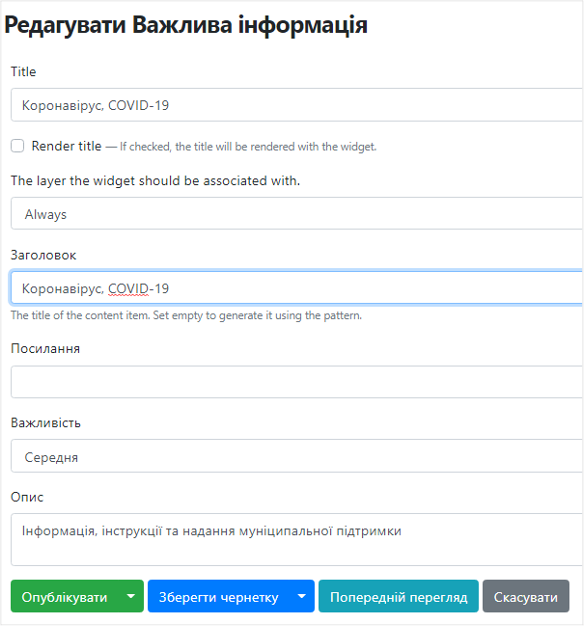 Редагувати Важлива інформація
Title
Коронавірус, COVID-19
Render title — If checked, the title will be rendered with the widget.
The layer the widget should be associated with.
Always
Заголовок
Коронавірус, COVID-19
The title of the content item. Set empty to generate it using the pattern.
Посилання
Важливість
Середня
Опис
Інформація, інструкції та надання муніципальної підтримки
Опублікувати Зберегти чернетку Попередній перегляд Скасувати